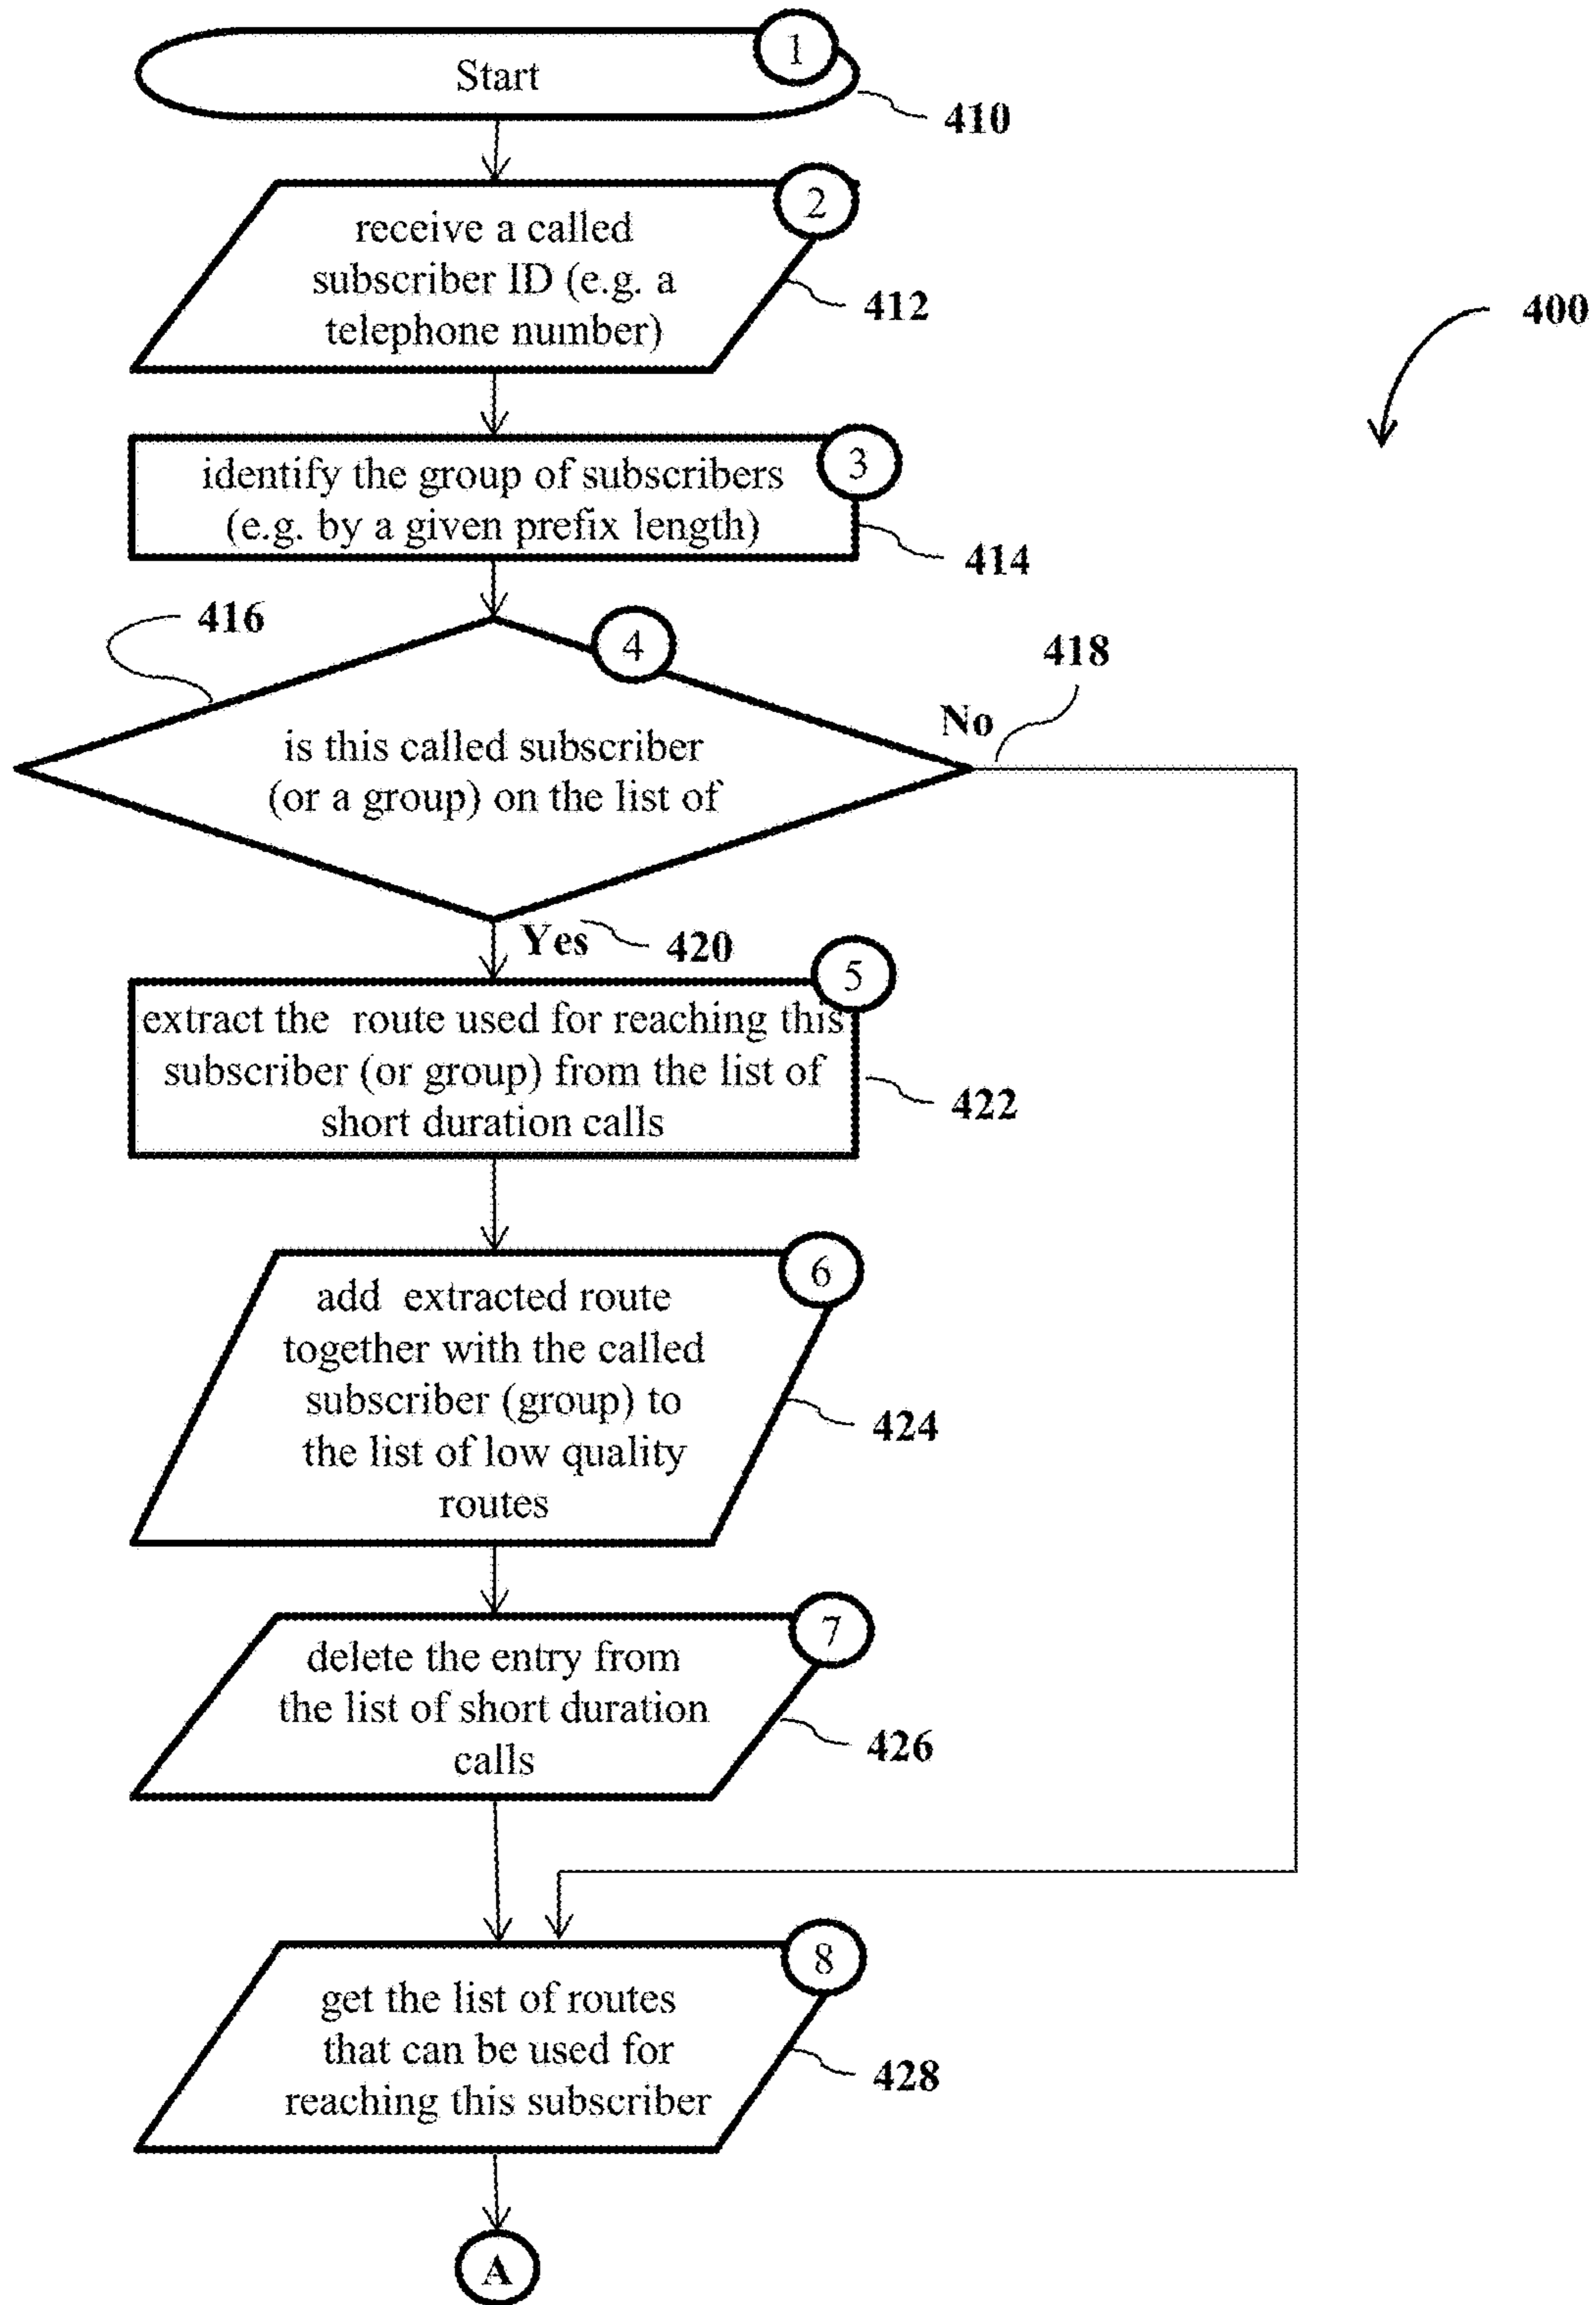 1
Start
410
2
receive a called
subscriber ID (e.g. a
telephone number)
412
400
3
identify the group of subscribers
(e.g. by a given prefix length)
414
416
4
418
No
is this called subscriber
(or a group) on the list of
Yes
420
5
extract the route used for reaching this
subscriber (or group) from the list of
short duration calls
422
6
add extracted route
together with the called
subscriber (group) to
the list of low quality
routes
424
7
delete the entry from
the list of short duration
calls
426
8
get the list of routes
that can be used for
reaching this subscriber
428
A